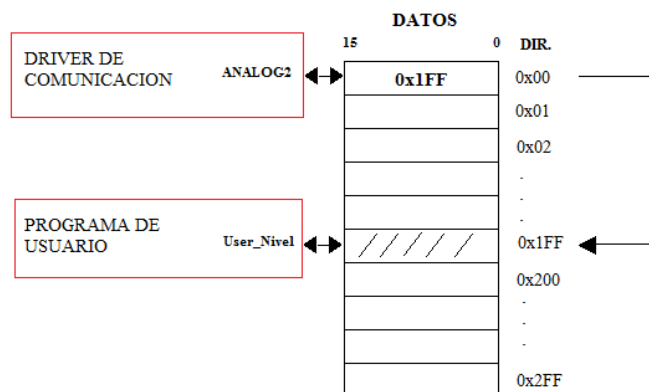 DATOS
15 0 DIR.
DRIVER DE
COMUNICACION
ANALOG2
0x1FF
0x00
0x01
0x02
.
.
.
PROGRAMA DE
USUARIO
User_Nivel
0x1FF
0x200
.
.
.
0x2FF